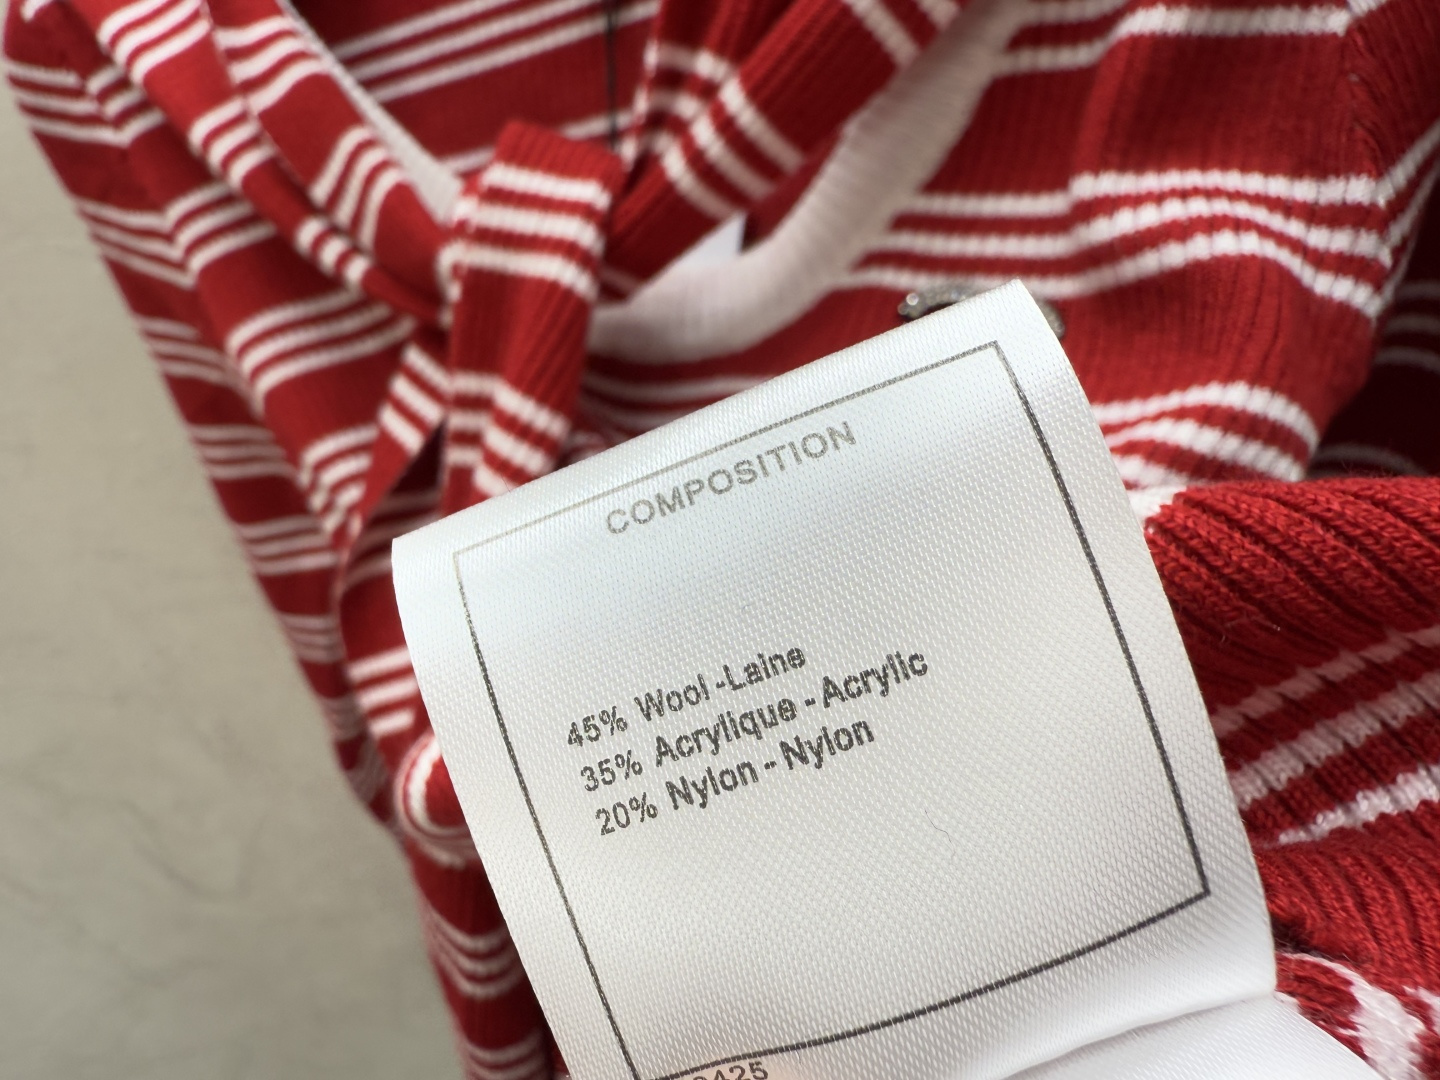 COMPOSITION
45% Wool -Laine
35% Acrylique - Acrylic
20% Nylon - Nylon